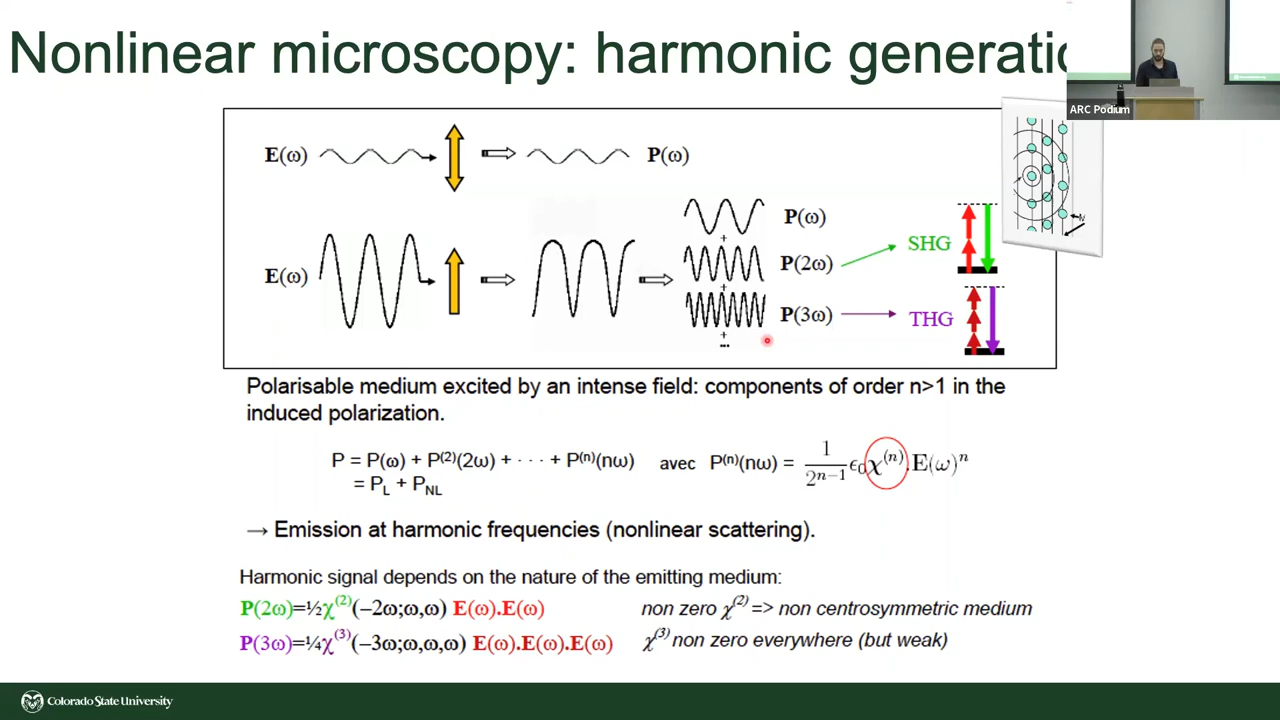 Nonlinear microscopy: harmonic generatio
ARC Podium
E(ω) P(ω)
P(ω)
+
E(ω) P(2ω) SHG
+
P(3ω) THG
+
...
Polarisable medium excited by an intense field: components of order n>1 in the
induced polarization.
P = P(ω) + P⁽²⁾(2ω) + · · · + P⁽ⁿ⁾(nω) avec P⁽ⁿ⁾(nω) = 1/2ⁿ⁻¹ ϵ₀χ⁽ⁿ⁾.E(ω)ⁿ
= P_L + P_NL
→ Emission at harmonic frequencies (nonlinear scattering).
Harmonic signal depends on the nature of the emitting medium:
P(2ω)=½χ⁽²⁾(−2ω;ω,ω) E(ω).E(ω) non zero χ⁽²⁾ => non centrosymmetric medium
P(3ω)=¼χ⁽³⁾(−3ω;ω,ω,ω) E(ω).E(ω).E(ω) χ⁽³⁾ non zero everywhere (but weak)
Colorado State University